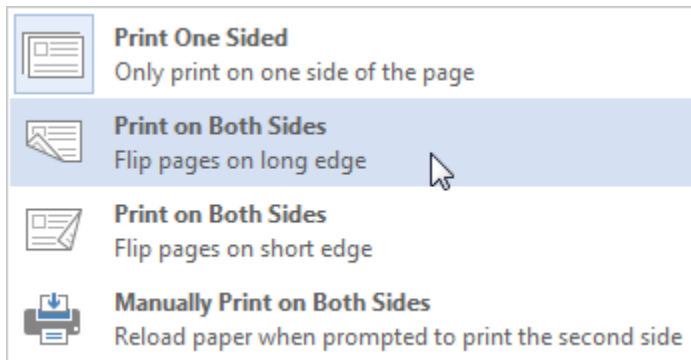 Print One Sided
Only print on one side of the page
Print on Both Sides
Flip pages on long edge
Print on Both Sides
Flip pages on short edge
Manually Print on Both Sides
Reload paper when prompted to print the second side